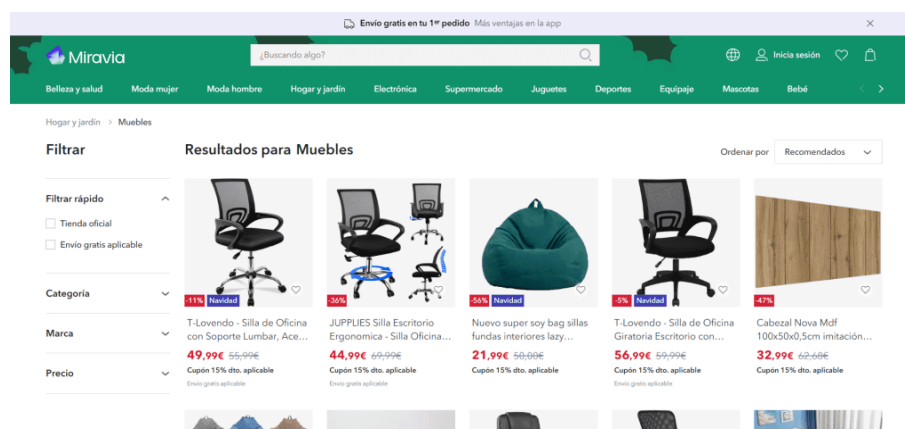 Envío gratis en tu 1er pedido Más ventajas en la app
Miravia
¿Buscando algo?
Inicia sesión
Belleza y salud Moda mujer Moda hombre Hogar y jardín Electrónica Supermercado Juguetes Deportes Equipaje Mascotas Bebé
Hogar y jardín > Muebles
Filtrar
Resultados para Muebles
Ordenar por Recomendados
Filtrar rápido
Tienda oficial
Envío gratis aplicable
Categoría
Marca
Precio
-11% Navidad
T-Lovendo - Silla de Oficina
con Soporte Lumbar, Ace...
49,99€ 55,99€
Cupón 15% dto. aplicable
Envío gratis aplicable
-36%
JUPPLIES Silla Escritorio
Ergonomica - Silla Oficina...
44,99€ 69,99€
Cupón 15% dto. aplicable
Envío gratis aplicable
-56% Navidad
Nuevo super soy bag sillas
fundas interiores lazy...
21,99€ 50,00€
Cupón 15% dto. aplicable
-5% Navidad
T-Lovendo - Silla de Oficina
Giratoria Escritorio con...
56,99€ 59,99€
Cupón 15% dto. aplicable
Envío gratis aplicable
-47%
Cabezal Nova Mdf
100x50x0,5cm imitación...
32,99€ 62,68€
Cupón 15% dto. aplicable